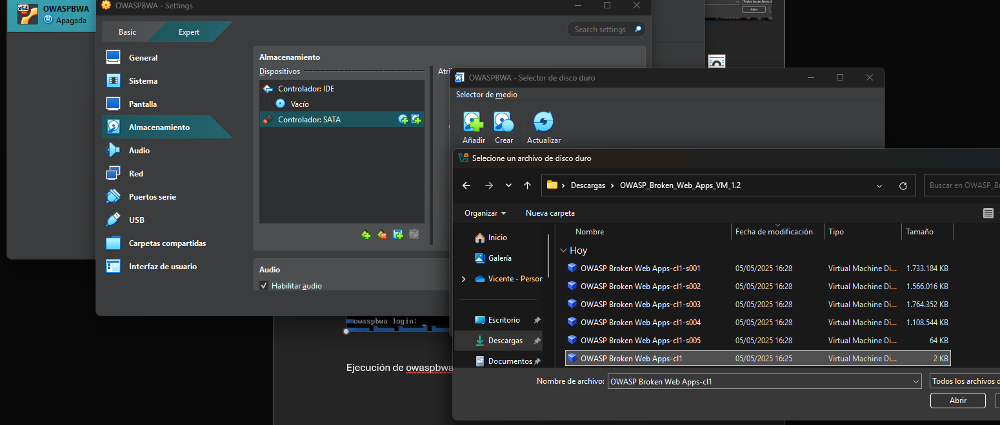 x64
OWASPBWA
Apagada
OWASPBWA - Settings
Basic
Expert
Search settings
General
Sistema
Pantalla
Almacenamiento
Audio
Red
Puertos serie
USB
Carpetas compartidas
Interfaz de usuario
Almacenamiento
Dispositivos
Controlador: IDE
Vacío
Controlador: SATA
Atri
Audio
Habilitar audio
Todos los archivos d
Abrir
OWASPBWA - Selector de disco duro
Selector de medio
Añadir
Crear
Actualizar
Selecione un archivo de disco duro
Descargas
OWASP_Broken_Web_Apps_VM_1.2
Buscar en OWASP_B
Organizar
Nueva carpeta
Inicio
Galería
Vicente - Person
Escritorio
Descargas
Documentos
Nombre Fecha de modificación Tipo Tamaño
Hoy
OWASP Broken Web Apps-cl1-s001 05/05/2025 16:28 Virtual Machine Di... 1.733.184 KB
OWASP Broken Web Apps-cl1-s002 05/05/2025 16:28 Virtual Machine Di... 1.566.016 KB
OWASP Broken Web Apps-cl1-s003 05/05/2025 16:28 Virtual Machine Di... 1.764.352 KB
OWASP Broken Web Apps-cl1-s004 05/05/2025 16:28 Virtual Machine Di... 1.108.544 KB
OWASP Broken Web Apps-cl1-s005 05/05/2025 16:28 Virtual Machine Di... 64 KB
OWASP Broken Web Apps-cl1 05/05/2025 16:25 Virtual Machine Di... 2 KB
Nombre de archivo: OWASP Broken Web Apps-cl1
Todos los archivos d
Abrir
owaspbwa login: _
Ejecución de owaspbwa